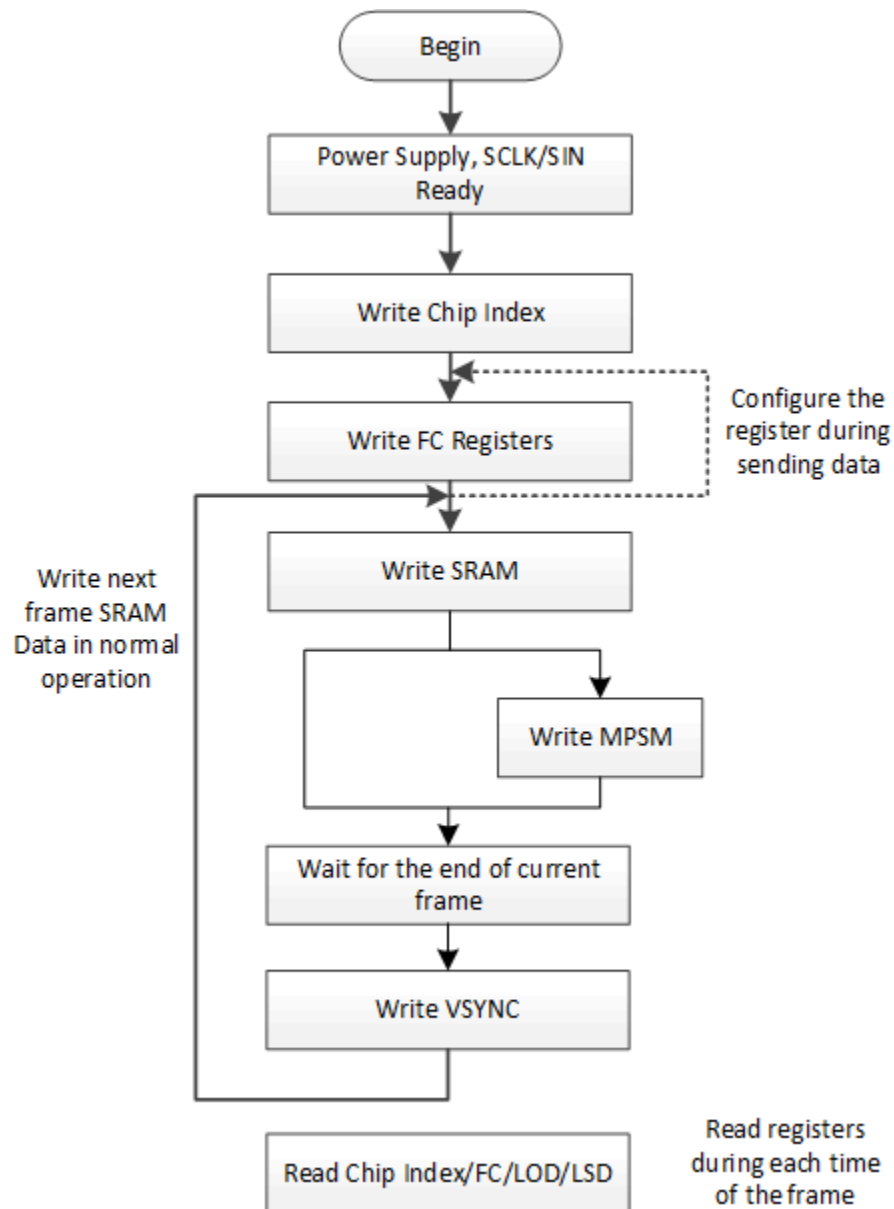 Begin
Power Supply, SCLK/SIN
Ready
Write Chip Index
Configure the
register during
sending data
Write FC Registers
Write SRAM
Write next
frame SRAM
Data in normal
operation
Write MPSM
Wait for the end of current
frame
Write VSYNC
Read Chip Index/FC/LOD/LSD
Read registers
during each time
of the frame